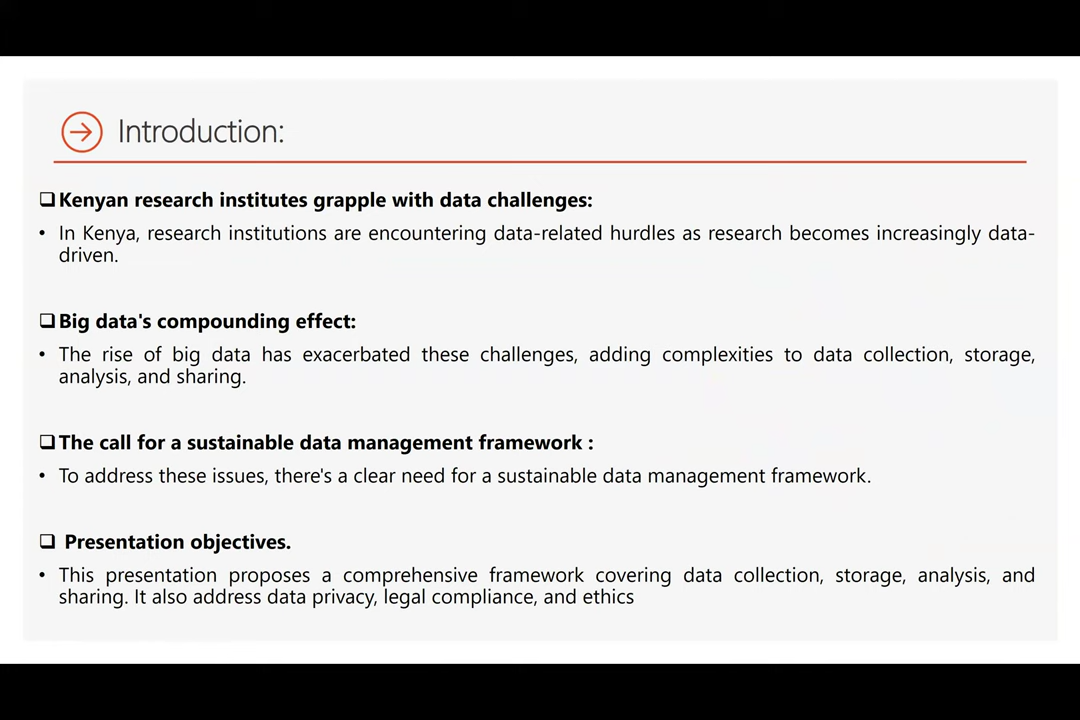 Introduction:
❑Kenyan research institutes grapple with data challenges:
• In Kenya, research institutions are encountering data-related hurdles as research becomes increasingly data-
driven.
❑Big data's compounding effect:
• The rise of big data has exacerbated these challenges, adding complexities to data collection, storage,
analysis, and sharing.
❑The call for a sustainable data management framework :
• To address these issues, there's a clear need for a sustainable data management framework.
❑ Presentation objectives.
• This presentation proposes a comprehensive framework covering data collection, storage, analysis, and
sharing. It also address data privacy, legal compliance, and ethics